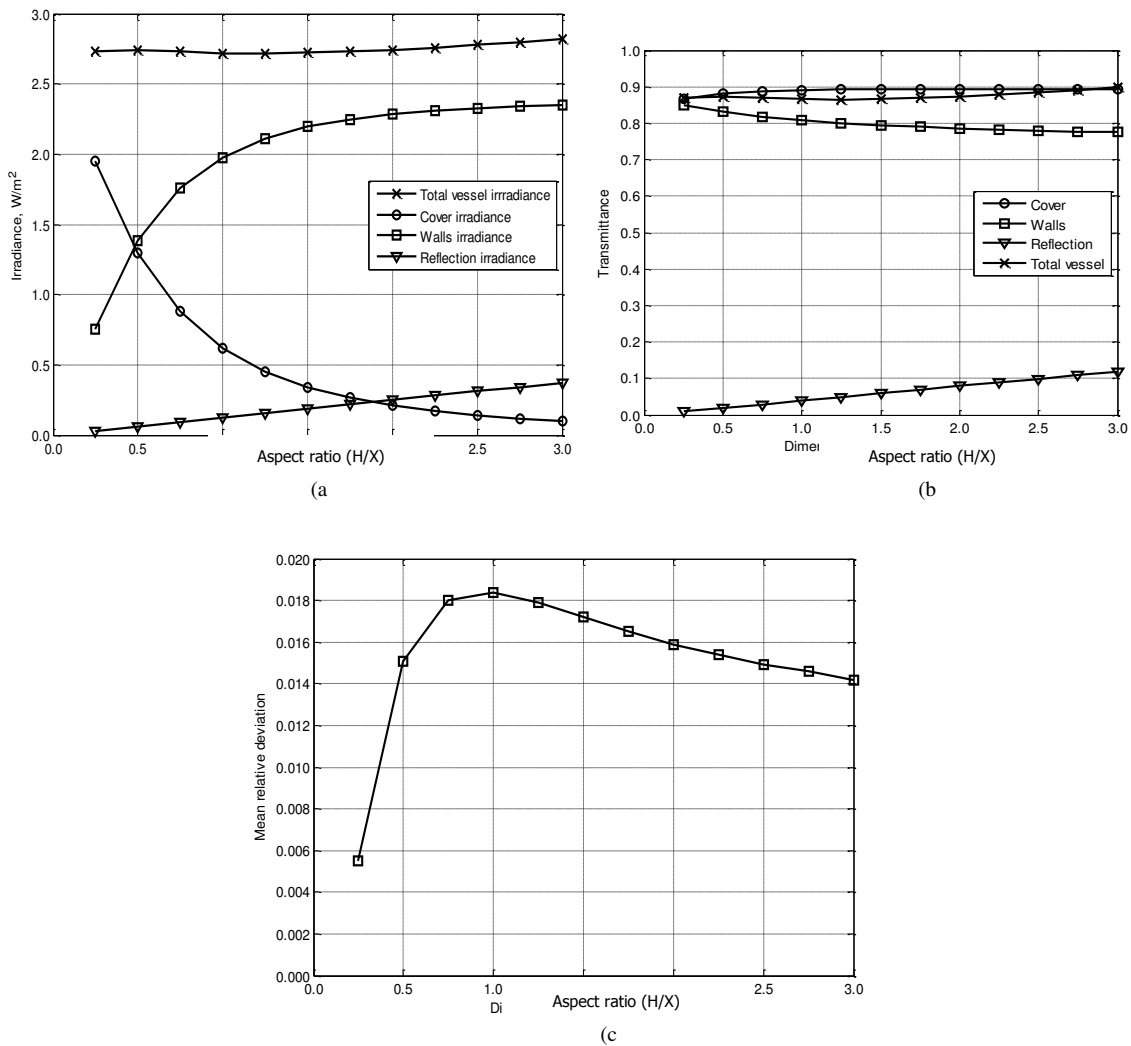 3.0
2.5
2.0
1.5
1.0
0.5
0.0
Irradiance, W/m²
Total vessel irrradiance
Cover irradiance
Walls irradiance
Reflection irradiance
0.0 0.5 2.5 3.0
Aspect ratio (H/X)
(a
1.0
0.9
0.8
0.7
0.6
0.5
0.4
0.3
0.2
0.1
0.0
Transmittance
Cover
Walls
Reflection
Total vessel
0.0 0.5 1.0 1.5 2.0 2.5 3.0
Dimer
Aspect ratio (H/X)
(b
0.020
0.018
0.016
0.014
0.012
0.010
0.008
0.006
0.004
0.002
0.000
Mean relative deviation
0.0 0.5 1.0 2.5 3.0
Di
Aspect ratio (H/X)
(c